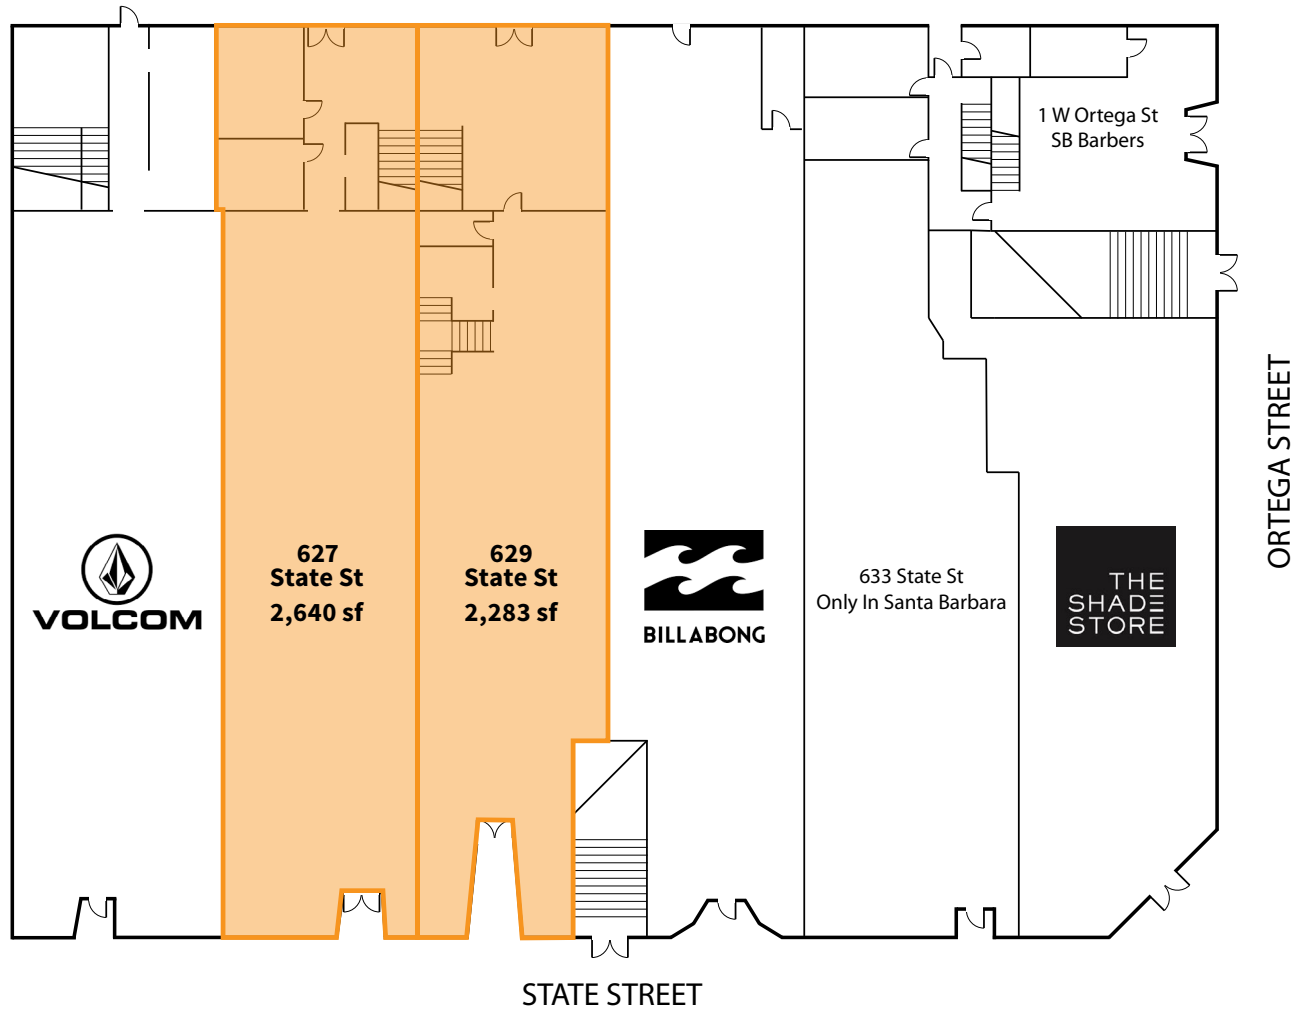 1 W Ortega St
SB Barbers
ORTEGA STREET
VOLCOM
627
State St
2,640 sf
629
State St
2,283 sf
BILLABONG
633 State St
Only In Santa Barbara
THE
SHADE
STORE
STATE STREET